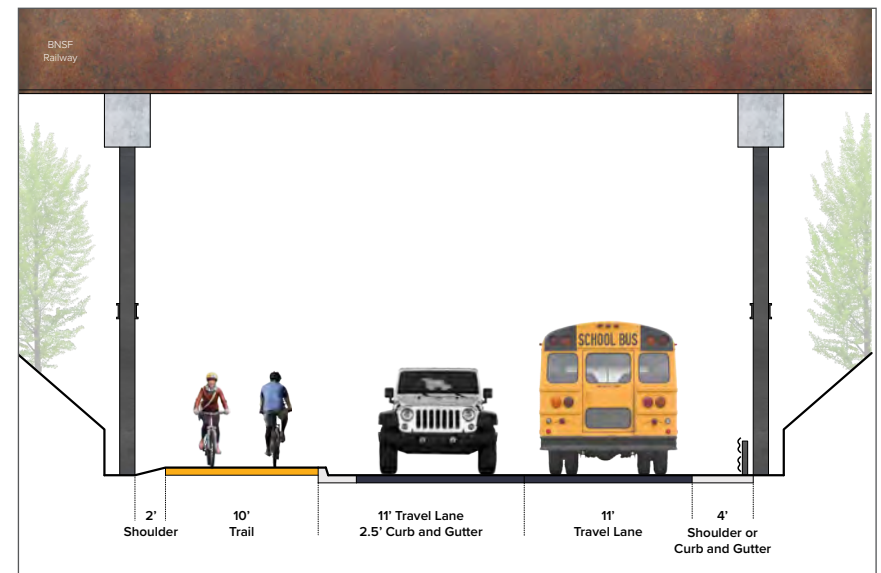 BNSF
Railway
SCHOOL BUS
2’
Shoulder
10’
Trail
11’ Travel Lane
2.5’ Curb and Gutter
11’
Travel Lane
4’
Shoulder or
Curb and Gutter